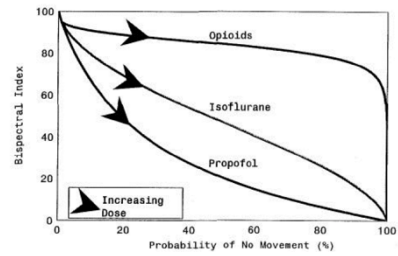 100
80
60
40
20
0
Bispectral Index
Opioids
Isoflurane
Propofol
Increasing
Dose
0 20 40 60 80 100
Probability of No Movement (%)